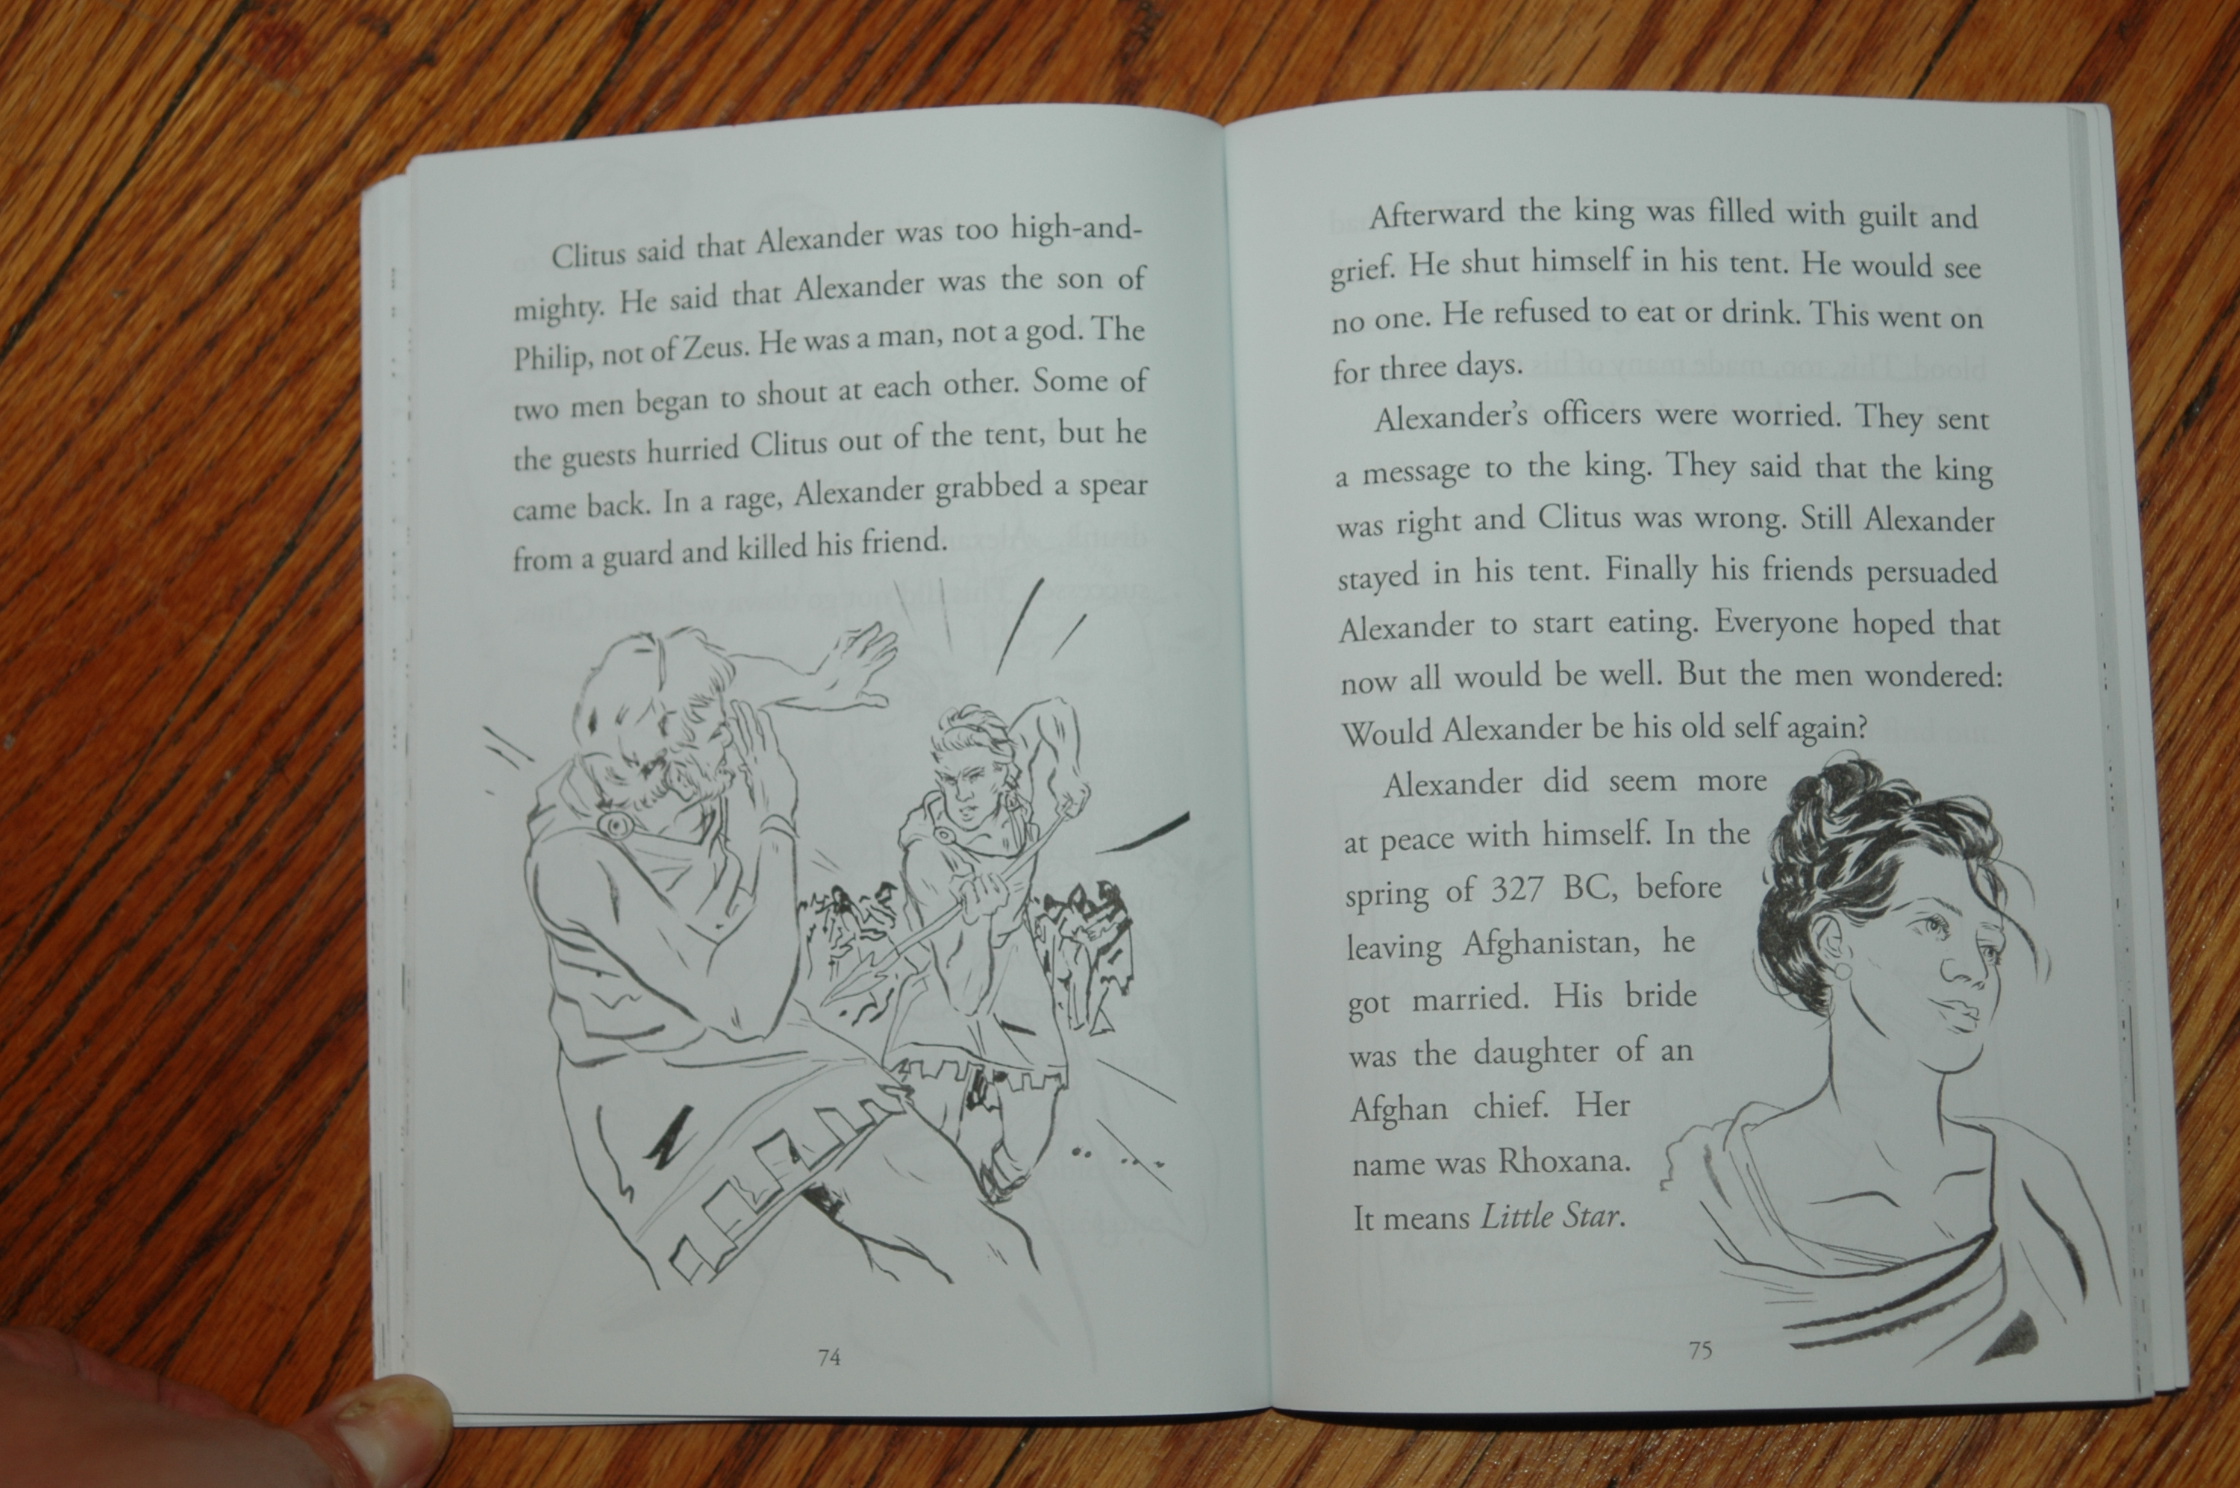 Clitus said that Alexander was too high-and-
mighty. He said that Alexander was the son of
Philip, not of Zeus. He was a man, not a god. The
two men began to shout at each other. Some of
the guests hurried Clitus out of the tent, but he
came back. In a rage, Alexander grabbed a spear
from a guard and killed his friend.
74
Afterward the king was filled with guilt and
grief. He shut himself in his tent. He would see
no one. He refused to eat or drink. This went on
for three days.
Alexander's officers were worried. They sent
a message to the king. They said that the king
was right and Clitus was wrong. Still Alexander
stayed in his tent. Finally his friends persuaded
Alexander to start eating. Everyone hoped that
now all would be well. But the men wondered:
Would Alexander be his old self again?
Alexander did seem more
at peace with himself. In the
spring of 327 BC, before
leaving Afghanistan, he
got married. His bride
was the daughter of an
Afghan chief. Her
name was Rhoxana.
It means Little Star.
75